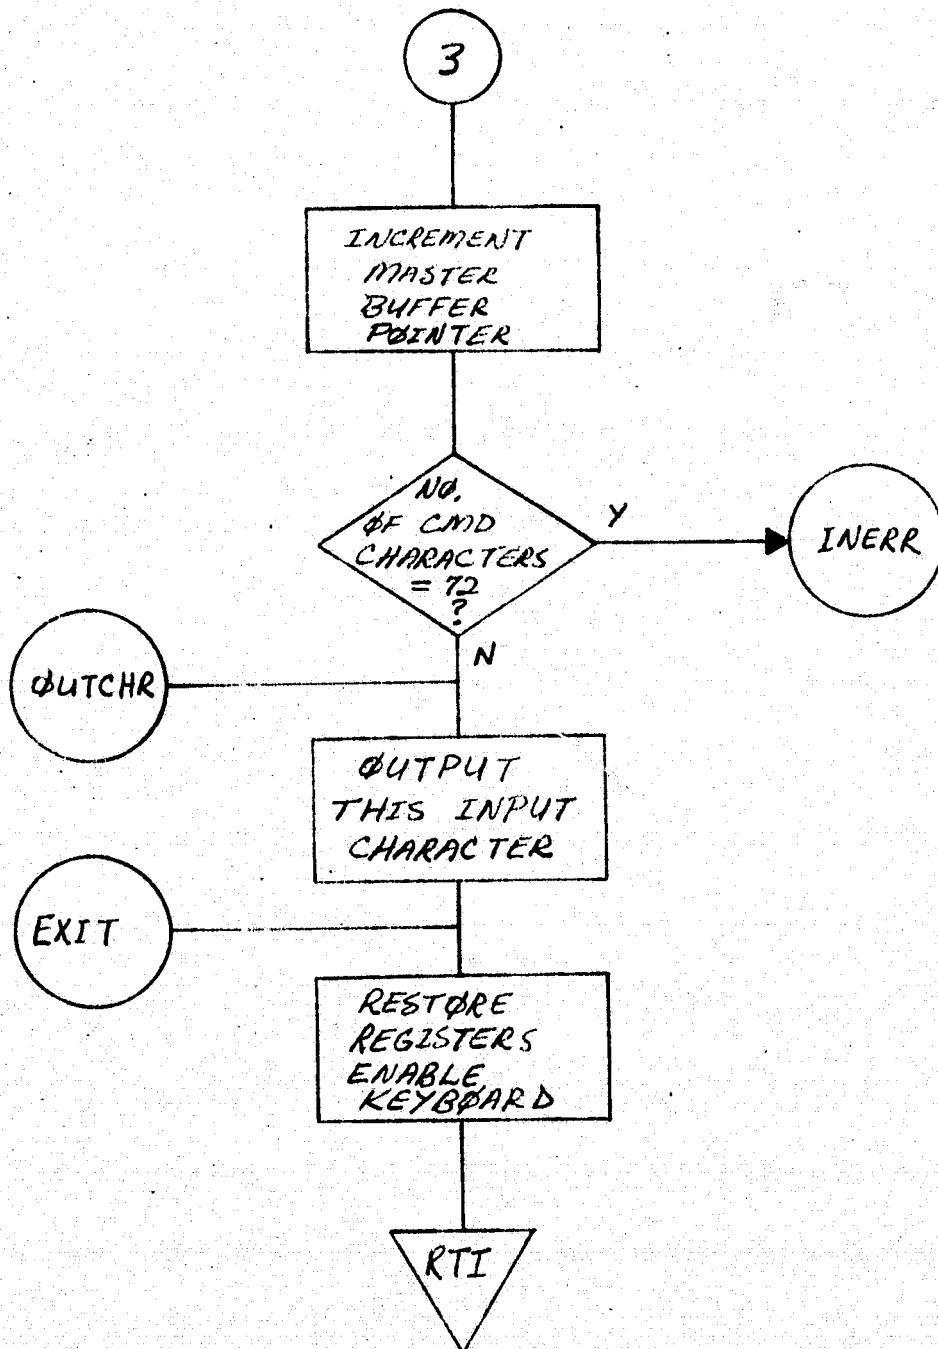 3
INCREMENT
MASTER
BUFFER
PØINTER
NØ.
ØF CMD
CHARACTERS
= 72
?
Y
INERR
N
ØUTCHR
ØUTPUT
THIS INPUT
CHARACTER
EXIT
RESTØRE
REGISTERS
ENABLE
KEYBØARD
RTI